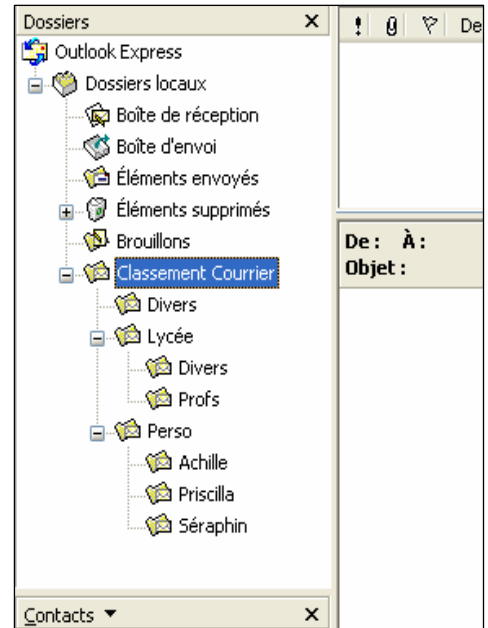 Dossiers
Outlook Express
Dossiers locaux
Boîte de réception
Boîte d'envoi
Éléments envoyés
Éléments supprimés
Brouillons
Classement Courrier
Divers
Lycée
Divers
Profs
Perso
Achille
Priscilla
Séraphin
Contacts
De
De : À :
Objet :